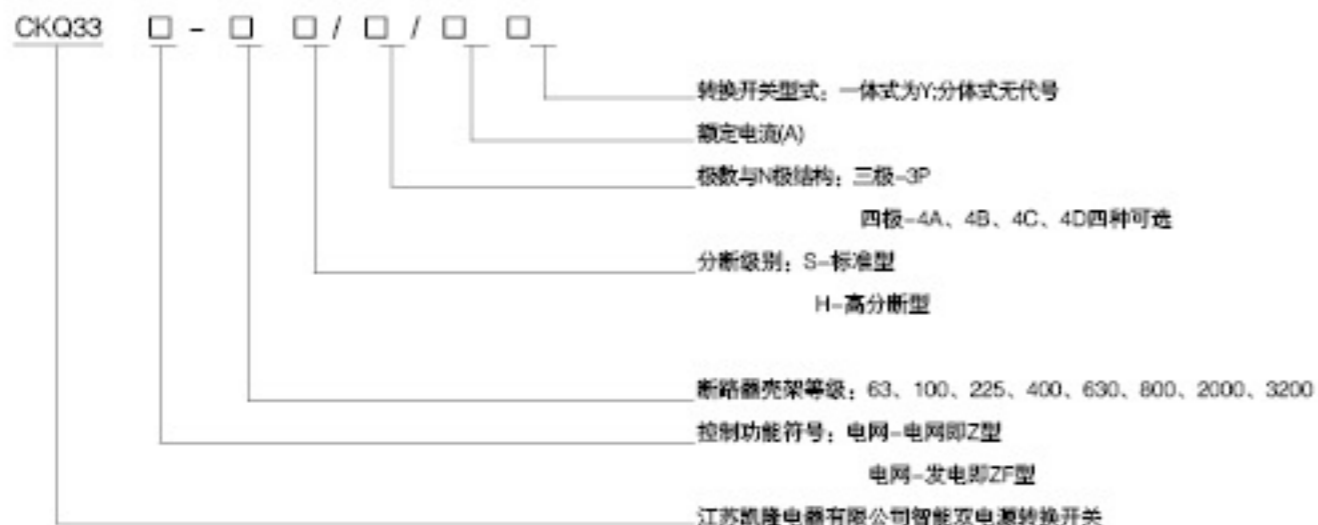 CKQ33 □ - □ □ / □ / □ □
转换开关型式：一体式为Y;分体式无代号
额定电流(A)
极数与N极结构：三极-3P
四极-4A、4B、4C、4D四种可选
分断级别：S-标准型
H-高分断型
断路器壳架等级：63、100、225、400、630、800、2000、3200
控制功能符号：电网-电网即Z型
电网-发电即ZF型
江苏凯隆电器有限公司智能双电源转换开关